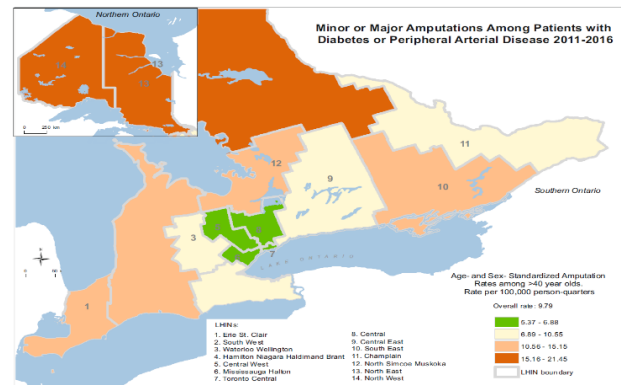 Northern Ontario
Minor or Major Amputations Among Patients with
Diabetes or Peripheral Arterial Disease 2011-2016
13
12
11
9
10
Southern Ontario
3
7
LAKE ONTARIO
1
Age- and Sex- Standardized Amputation
Rates among >40 year olds.
Rate per 100,000 person-quarters
Overall rate: 9.79
5.37 - 6.88
6.89 - 10.55
10.56 - 15.15
15.16 - 21.45
LHIN boundary
LHINs:
1. Erie St. Clair
2. South West
3. Waterloo Wellington
4. Hamilton Niagara Haldimand Brant
5. Central West
6. Mississauga Halton
7. Toronto Central
8. Central
9. Central East
10. South East
11. Champlain
12. North Simcoe Muskoka
13. North East
14. North West